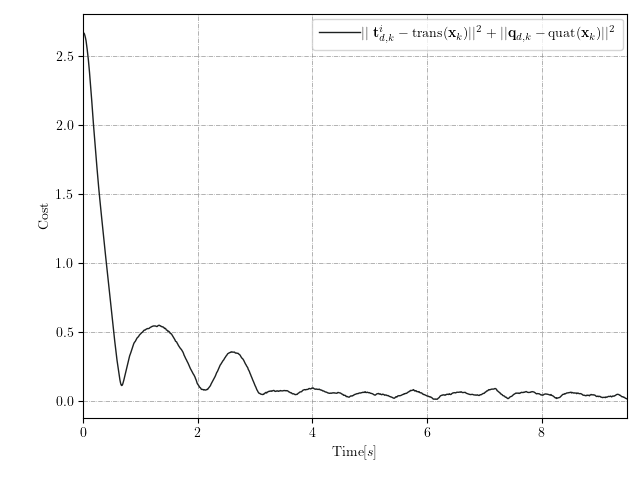 || t^i_{d,k} − trans(x_k)||^2 + ||q_{d,k} − quat(x_k)||^2
2.5
2.0
1.5
1.0
0.5
0.0
Cost
0 2 4 6 8
Time[s]